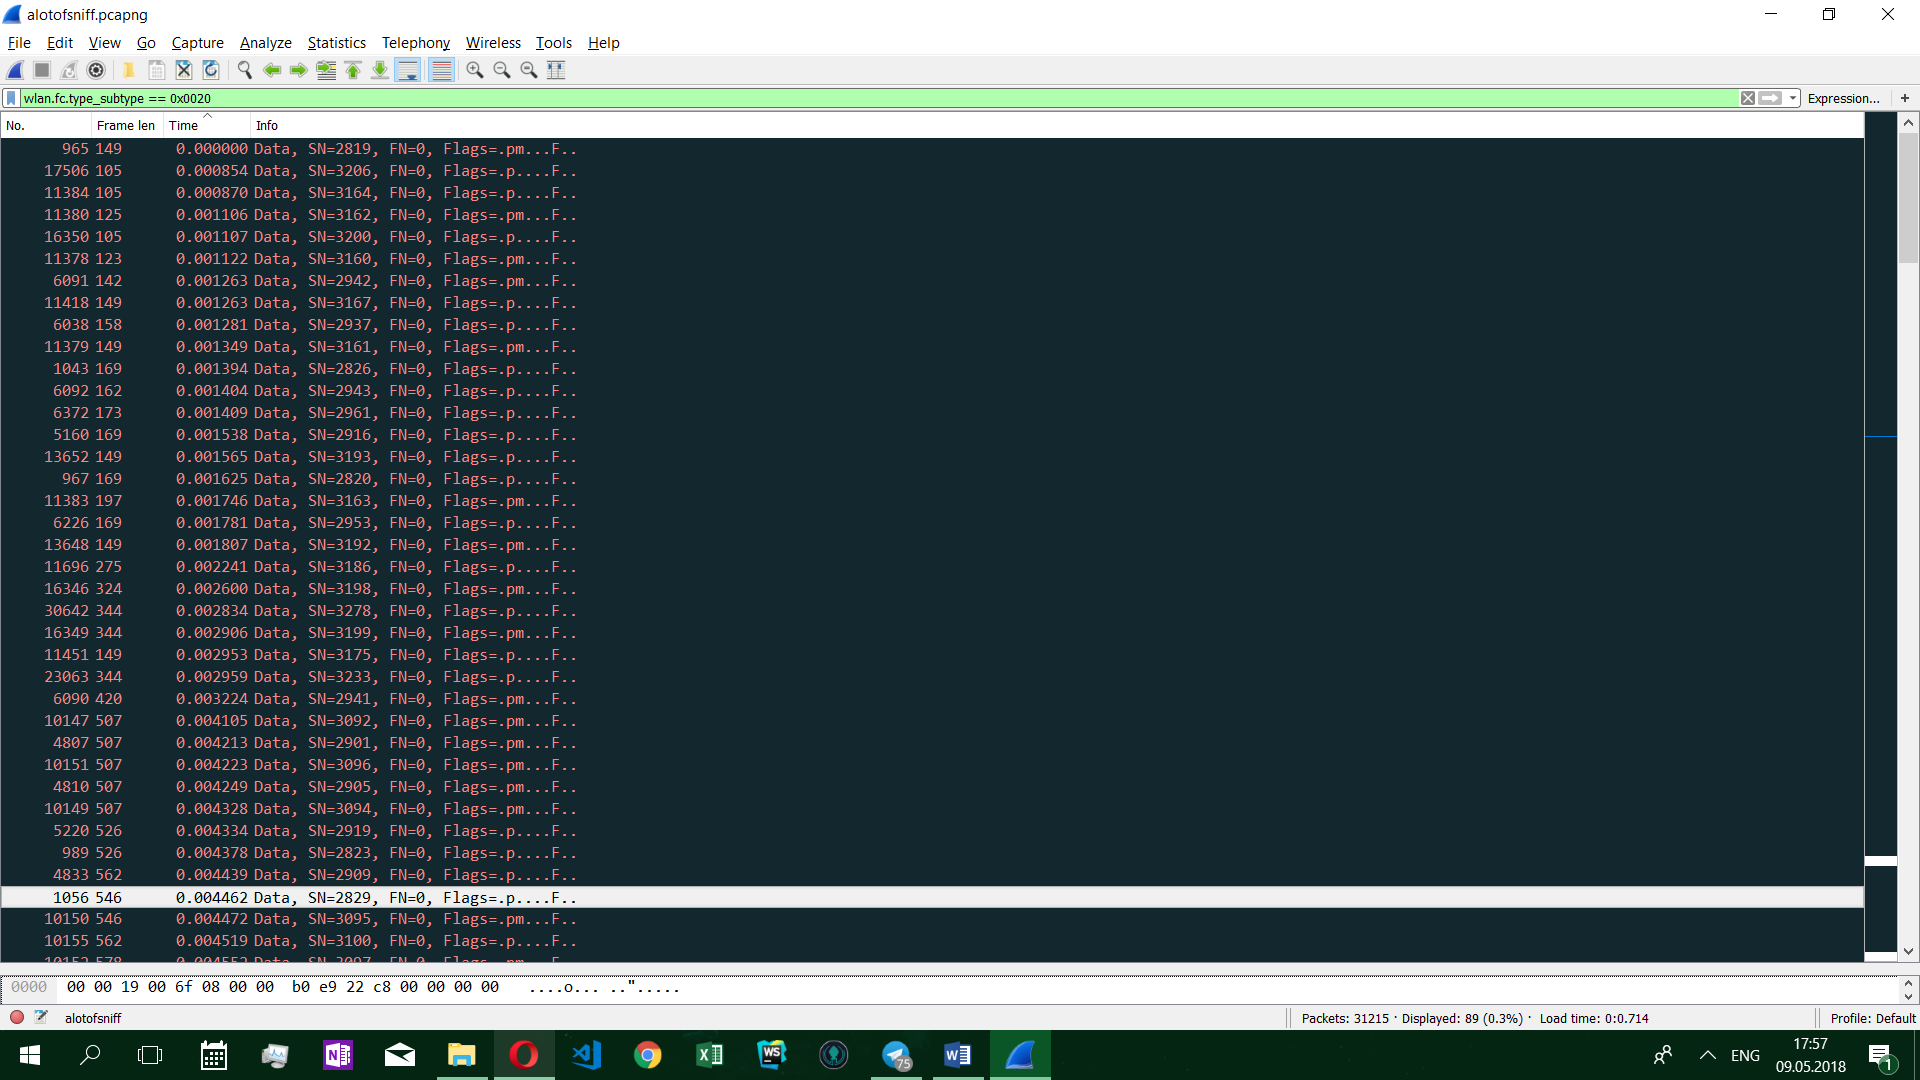 alotofsniff.pcapng
File Edit View Go Capture Analyze Statistics Telephony Wireless Tools Help
wlan.fc.type_subtype == 0x0020 Expression... +
No. Frame len Time Info
965 149 0.000000 Data, SN=2819, FN=0, Flags=.pm...F..
17506 105 0.000854 Data, SN=3206, FN=0, Flags=.p....F..
11384 105 0.000870 Data, SN=3164, FN=0, Flags=.p....F..
11380 125 0.001106 Data, SN=3162, FN=0, Flags=.pm...F..
16350 105 0.001107 Data, SN=3200, FN=0, Flags=.p....F..
11378 123 0.001122 Data, SN=3160, FN=0, Flags=.pm...F..
6091 142 0.001263 Data, SN=2942, FN=0, Flags=.pm...F..
11418 149 0.001263 Data, SN=3167, FN=0, Flags=.p....F..
6038 158 0.001281 Data, SN=2937, FN=0, Flags=.p....F..
11379 149 0.001349 Data, SN=3161, FN=0, Flags=.pm...F..
1043 169 0.001394 Data, SN=2826, FN=0, Flags=.p....F..
6092 162 0.001404 Data, SN=2943, FN=0, Flags=.p....F..
6372 173 0.001409 Data, SN=2961, FN=0, Flags=.p....F..
5160 169 0.001538 Data, SN=2916, FN=0, Flags=.p....F..
13652 149 0.001565 Data, SN=3193, FN=0, Flags=.p....F..
967 169 0.001625 Data, SN=2820, FN=0, Flags=.p....F..
11383 197 0.001746 Data, SN=3163, FN=0, Flags=.pm...F..
6226 169 0.001781 Data, SN=2953, FN=0, Flags=.p....F..
13648 149 0.001807 Data, SN=3192, FN=0, Flags=.pm...F..
11696 275 0.002241 Data, SN=3186, FN=0, Flags=.p....F..
16346 324 0.002600 Data, SN=3198, FN=0, Flags=.pm...F..
30642 344 0.002834 Data, SN=3278, FN=0, Flags=.p....F..
16349 344 0.002906 Data, SN=3199, FN=0, Flags=.pm...F..
11451 149 0.002953 Data, SN=3175, FN=0, Flags=.p....F..
23063 344 0.002959 Data, SN=3233, FN=0, Flags=.p....F..
6090 420 0.003224 Data, SN=2941, FN=0, Flags=.pm...F..
10147 507 0.004105 Data, SN=3092, FN=0, Flags=.pm...F..
4807 507 0.004213 Data, SN=2901, FN=0, Flags=.pm...F..
10151 507 0.004223 Data, SN=3096, FN=0, Flags=.pm...F..
4810 507 0.004249 Data, SN=2905, FN=0, Flags=.pm...F..
10149 507 0.004328 Data, SN=3094, FN=0, Flags=.pm...F..
5220 526 0.004334 Data, SN=2919, FN=0, Flags=.p....F..
989 526 0.004378 Data, SN=2823, FN=0, Flags=.p....F..
4833 562 0.004439 Data, SN=2909, FN=0, Flags=.p....F..
1056 546 0.004462 Data, SN=2829, FN=0, Flags=.p....F..
10150 546 0.004472 Data, SN=3095, FN=0, Flags=.pm...F..
10155 562 0.004519 Data, SN=3100, FN=0, Flags=.p....F..
10152 578 0.004552 Data, SN=3097, FN=0, Flags=.pm...F..
0000 00 00 19 00 6f 08 00 00 b0 e9 22 c8 00 00 00 00 ....o... ..".....
alotofsniff Packets: 31215 · Displayed: 89 (0.3%) · Load time: 0:0.714 Profile: Default
75 ENG 17:57
09.05.2018 1